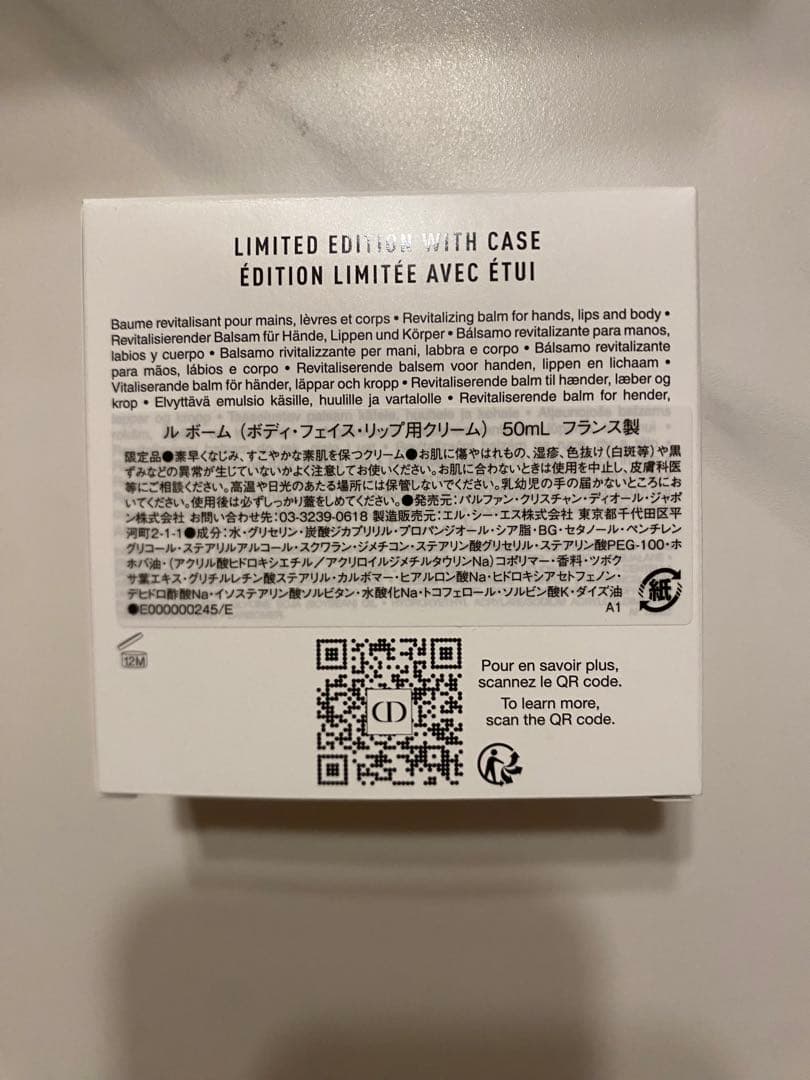 LIMITED EDITION WITH CASE
ÉDITION LIMITÉE AVEC ÉTUI
Baume revitalisant pour mains, lèvres et corps • Revitalizing balm for hands, lips and body •
Revitalisierender Balsam für Hände, Lippen und Körper • Bálsamo revitalizante para manos,
labios y cuerpo • Balsamo rivitalizzante per mani, labbra e corpo • Bálsamo revitalizante
para mãos, lábios e corpo • Revitaliserende balsem voor handen, lippen en lichaam •
Vitaliserande balm för händer, läppar och kropp • Revitaliserende balm til hænder, læber og
krop • Elvyttävä emulsio käsille, huulille ja vartalolle • Revitaliserende balm for hender,
ル ボーム（ボディ・フェイス・リップ用クリーム） 50mL フランス製
限定品●素早くなじみ、すこやかな素肌を保つクリーム●お肌に傷やはれもの、湿疹、色抜け（白斑等）や黒
ずみなどの異常が生じていないかよく注意してお使いください。お肌に合わないときは使用を中止し、皮膚科医
等にご相談ください。高温や日光のあたる場所には保管しないでください。乳幼児の手の届かないところにお
いてください。使用後は必ずしっかり蓋をしめてください。●発売元：パルファン・クリスチャン・ディオール・ジャポ
ン株式会社 お問い合わせ先：03-3239-0618 製造販売元：エル・シー・エス株式会社 東京都千代田区平
河町2-1-1●成分：水・グリセリン・炭酸ジカプリリル・プロパンジオール・シア脂・BG・セタノール・ペンチレン
グリコール・ステアリルアルコール・スクワラン・ジメチコン・ステアリン酸グリセリル・ステアリン酸PEG-100・ホ
ホバ油・（アクリル酸ヒドロキシエチル／アクリロイルジメチルタウリンNa）コポリマー・香料・ツボク
サ葉エキス・グリチルレチン酸ステアリル・カルボマー・ヒアルロン酸Na・ヒドロキシアセトフェノン・
デヒドロ酢酸Na・イソステアリン酸ソルビタン・水酸化Na・トコフェロール・ソルビン酸K・ダイズ油
●E000000245/E A1
紙
12M
CD
Pour en savoir plus,
scannez le QR code.
To learn more,
scan the QR code.